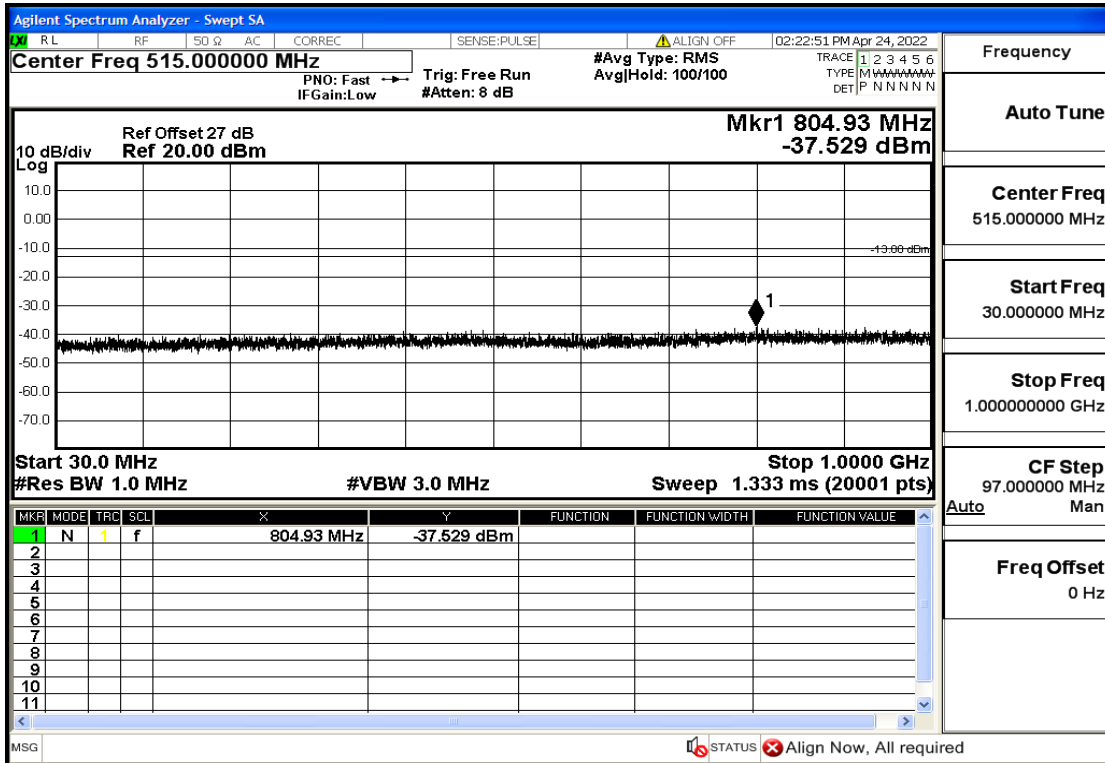 Agilent Spectrum Analyzer - Swept SA
LXI RL RF 50 Ω AC CORREC SENSE:PULSE ALIGN OFF 02:22:51 PM Apr 24, 2022
Center Freq 515.000000 MHz
PNO: Fast
IFGain:Low
Trig: Free Run
#Atten: 8 dB
#Avg Type: RMS
Avg|Hold: 100/100
TRACE 1 2 3 4 5 6
TYPE M WWWWW
DET P N N N N N
Ref Offset 27 dB
10 dB/div Ref 20.00 dBm
Log
Mkr1 804.93 MHz
-37.529 dBm
10.0
0.00
-10.0
-13.00 dBm
-20.0
-30.0
1
-40.0
-50.0
-60.0
-70.0
Start 30.0 MHz Stop 1.0000 GHz
#Res BW 1.0 MHz #VBW 3.0 MHz Sweep 1.333 ms (20001 pts)
MKR MODE TRC SCL X Y FUNCTION FUNCTION WIDTH FUNCTION VALUE
1 N 1 f 804.93 MHz -37.529 dBm
2
3
4
5
6
7
8
9
10
11
MSG STATUS Align Now, All required
Frequency
Auto Tune
Center Freq
515.000000 MHz
Start Freq
30.000000 MHz
Stop Freq
1.000000000 GHz
CF Step
97.000000 MHz
Auto Man
Freq Offset
0 Hz